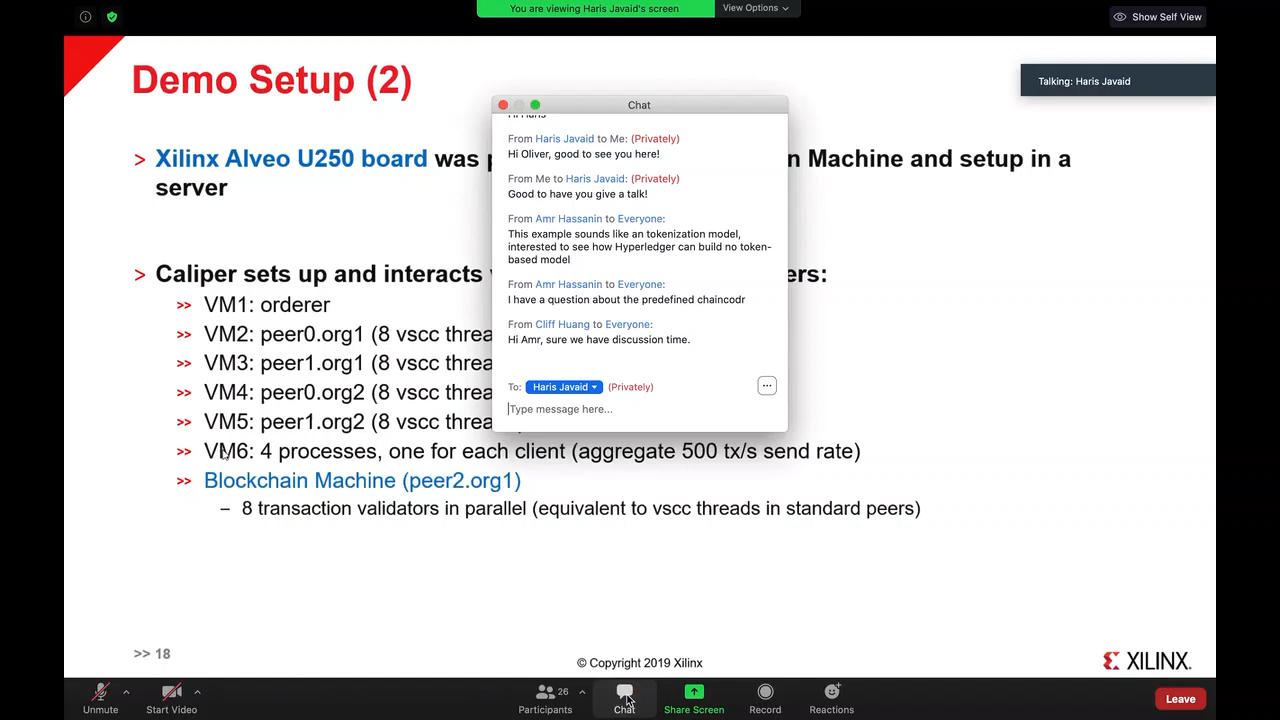 You are viewing Haris Javaid's screen
View Options
Show Self View
Demo Setup (2)
Talking: Haris Javaid
> Xilinx Alveo U250 board was
n Machine and setup in a
server
> Caliper sets up and interacts
ers:
>> VM1: orderer
>> VM2: peer0.org1 (8 vscc
>> VM3: peer1.org1 (8 vscc
>> VM4: peer0.org2 (8 vscc
>> VM5: peer1.org2 (8 vscc
>> VM6: 4 processes, one for each client (aggregate 500 tx/s send rate)
>> Blockchain Machine (peer2.org1)
– 8 transaction validators in parallel (equivalent to vscc threads in standard peers)
>> 18
© Copyright 2019 Xilinx
XILINX.
Chat
Hi Haris
From Haris Javaid to Me: (Privately)
Hi Oliver, good to see you here!
From Me to Haris Javaid: (Privately)
Good to have you give a talk!
From Amr Hassanin to Everyone:
This example sounds like an tokenization model,
interested to see how Hyperledger can build no token-
based model
From Amr Hassanin to Everyone:
I have a question about the predefined chaincodr
From Cliff Huang to Everyone:
Hi Amr, sure we have discussion time.
To: Haris Javaid (Privately)
Type message here...
Unmute
Start Video
26
Participants
Chat
Share Screen
Record
Reactions
Leave